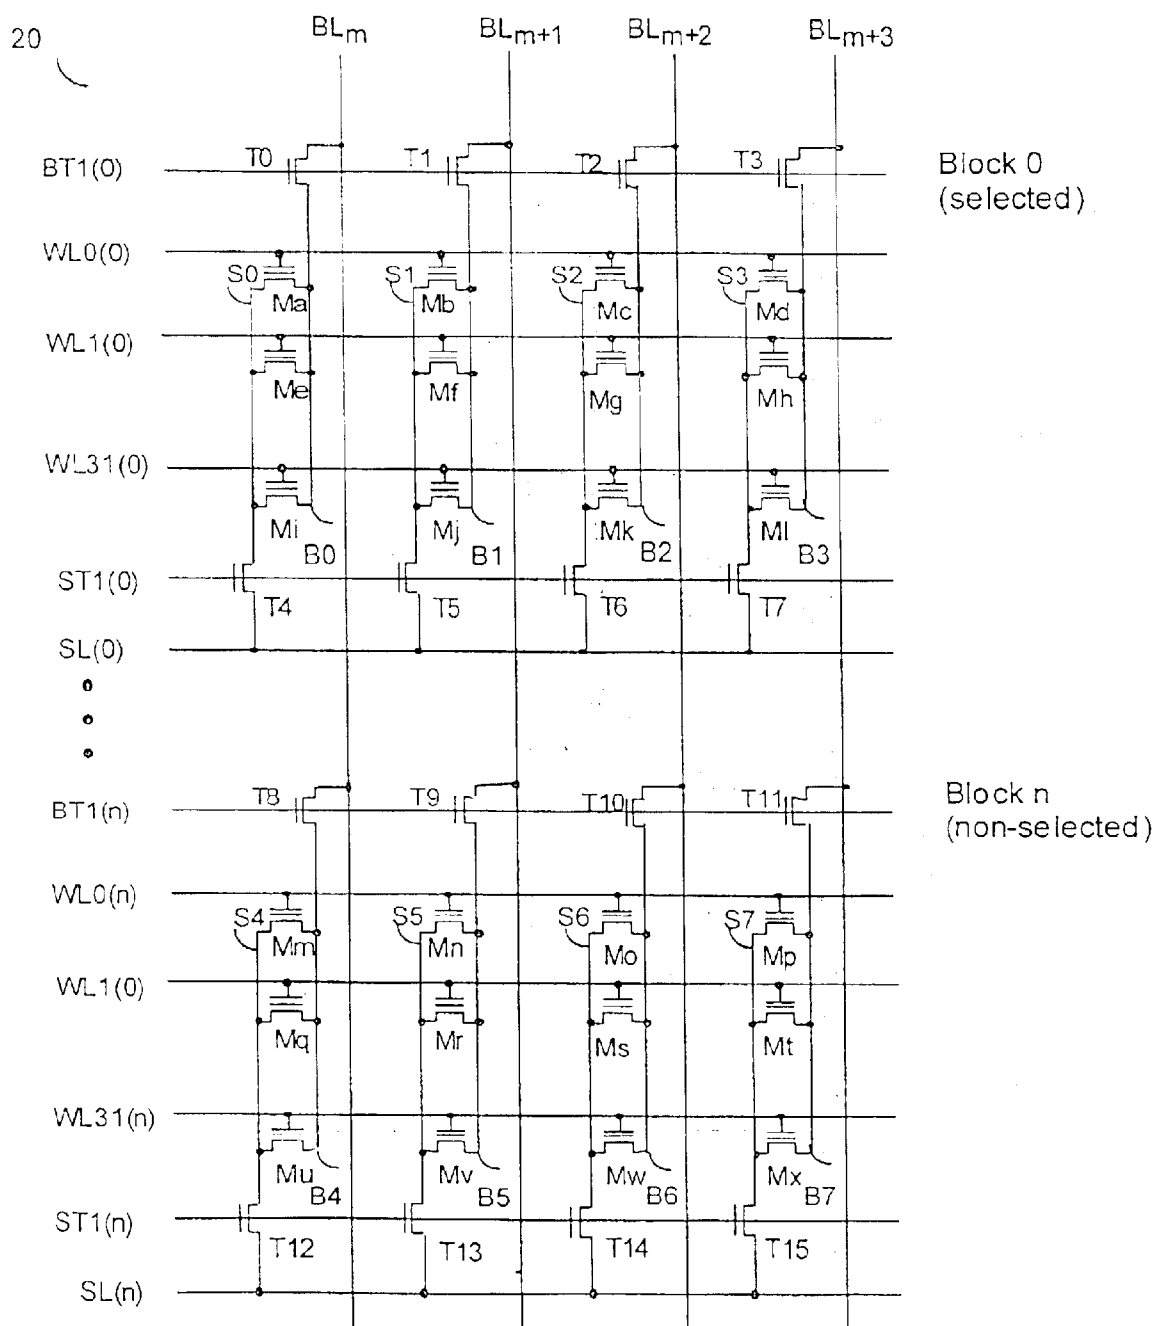 20
BLm BLm+1 BLm+2 BLm+3
BT1(0) T0 T1 T2 T3 Block 0
(selected)
WL0(0)
S0 S1 S2 S3
Ma Mb Mc Md
WL1(0)
Me Mf Mg Mh
WL31(0)
Mi Mj Mk Ml
B0 B1 B2 B3
ST1(0)
T4 T5 T6 T7
SL(0)
BT1(n) T8 T9 T10 T11 Block n
(non-selected)
WL0(n)
S4 S5 S6 S7
Mm Mn Mo Mp
WL1(0)
Mq Mr Ms Mt
WL31(n)
Mu Mv Mw Mx
B4 B5 B6 B7
ST1(n)
T12 T13 T14 T15
SL(n)